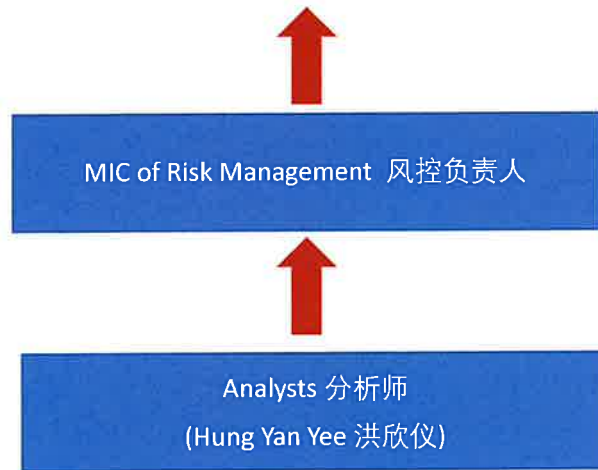 MIC of Risk Management 风控负责人
Analysts 分析师
(Hung Yan Yee 洪欣仪)